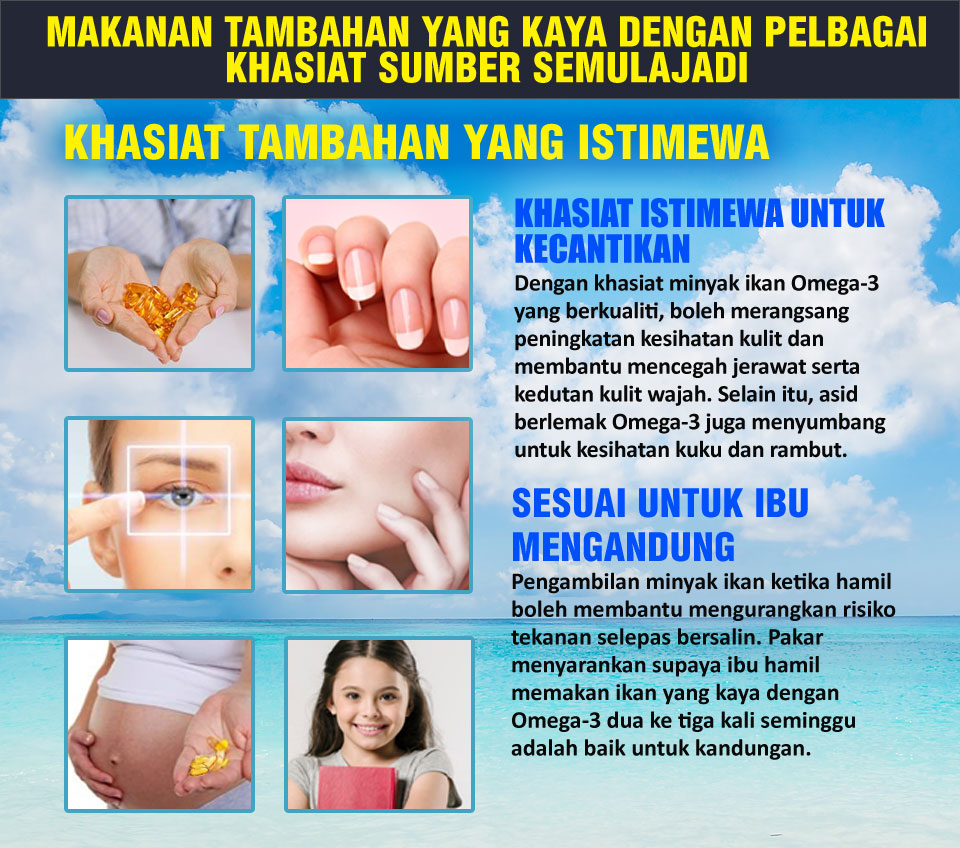 MAKANAN TAMBAHAN YANG KAYA DENGAN PELBAGAI
KHASIAT SUMBER SEMULAJADI
KHASIAT TAMBAHAN YANG ISTIMEWA
KHASIAT ISTIMEWA UNTUK
KECANTIKAN
Dengan khasiat minyak ikan Omega-3
yang berkualiti, boleh merangsang
peningkatan kesihatan kulit dan
membantu mencegah jerawat serta
kedutan kulit wajah. Selain itu, asid
berlemak Omega-3 juga menyumbang
untuk kesihatan kuku dan rambut.
SESUAI UNTUK IBU
MENGANDUNG
Pengambilan minyak ikan ketika hamil
boleh membantu mengurangkan risiko
tekanan selepas bersalin. Pakar
menyarankan supaya ibu hamil
memakan ikan yang kaya dengan
Omega-3 dua ke tiga kali seminggu
adalah baik untuk kandungan.